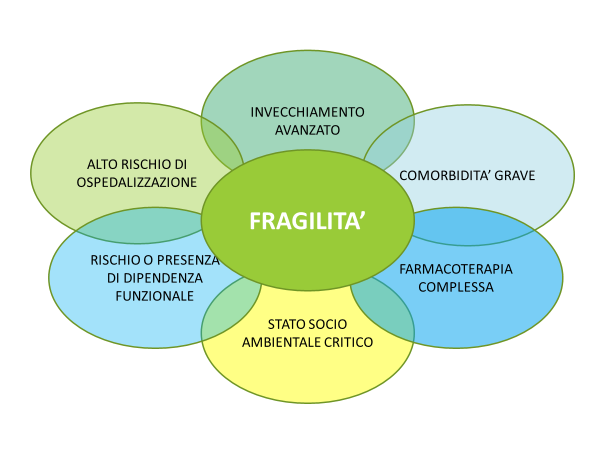 INVECCHIAMENTO
AVANZATO
ALTO RISCHIO DI
OSPEDALIZZAZIONE
COMORBIDITA’ GRAVE
FRAGILITA’
RISCHIO O PRESENZA
DI DIPENDENZA
FUNZIONALE
FARMACOTERAPIA
COMPLESSA
STATO SOCIO
AMBIENTALE CRITICO